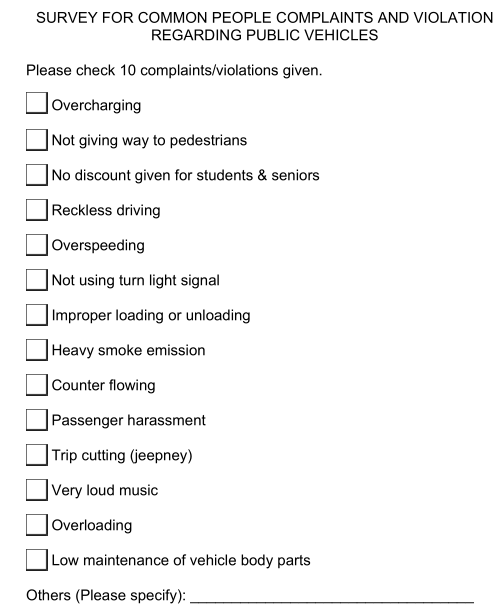 SURVEY FOR COMMON PEOPLE COMPLAINTS AND VIOLATION
REGARDING PUBLIC VEHICLES
Please check 10 complaints/violations given.
Overcharging
Not giving way to pedestrians
No discount given for students & seniors
Reckless driving
Overspeeding
Not using turn light signal
Improper loading or unloading
Heavy smoke emission
Counter flowing
Passenger harassment
Trip cutting (jeepney)
Very loud music
Overloading
Low maintenance of vehicle body parts
Others (Please specify): ___________________________________